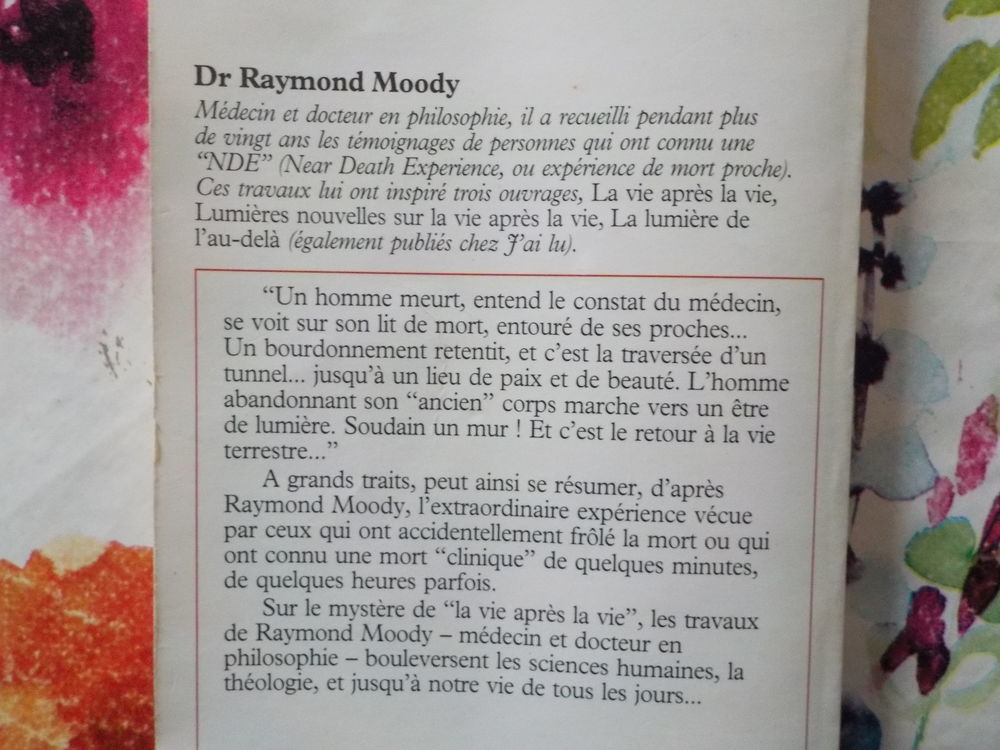 Dr Raymond Moody
Médecin et docteur en philosophie, il a recueilli pendant plus
de vingt ans les témoignages de personnes qui ont connu une
“NDE” (Near Death Experience, ou expérience de mort proche).
Ces travaux lui ont inspiré trois ouvrages, La vie après la vie,
Lumières nouvelles sur la vie après la vie, La lumière de
l’au-delà (également publiés chez J’ai lu).
“Un homme meurt, entend le constat du médecin,
se voit sur son lit de mort, entouré de ses proches...
Un bourdonnement retentit, et c’est la traversée d’un
tunnel... jusqu’à un lieu de paix et de beauté. L’homme
abandonnant son “ancien” corps marche vers un être
de lumière. Soudain un mur ! Et c’est le retour à la vie
terrestre...”
A grands traits, peut ainsi se résumer, d’après
Raymond Moody, l’extraordinaire expérience vécue
par ceux qui ont accidentellement frôlé la mort ou qui
ont connu une mort “clinique” de quelques minutes,
de quelques heures parfois.
Sur le mystère de “la vie après la vie”, les travaux
de Raymond Moody – médecin et docteur en
philosophie – bouleversent les sciences humaines, la
théologie, et jusqu’à notre vie de tous les jours...